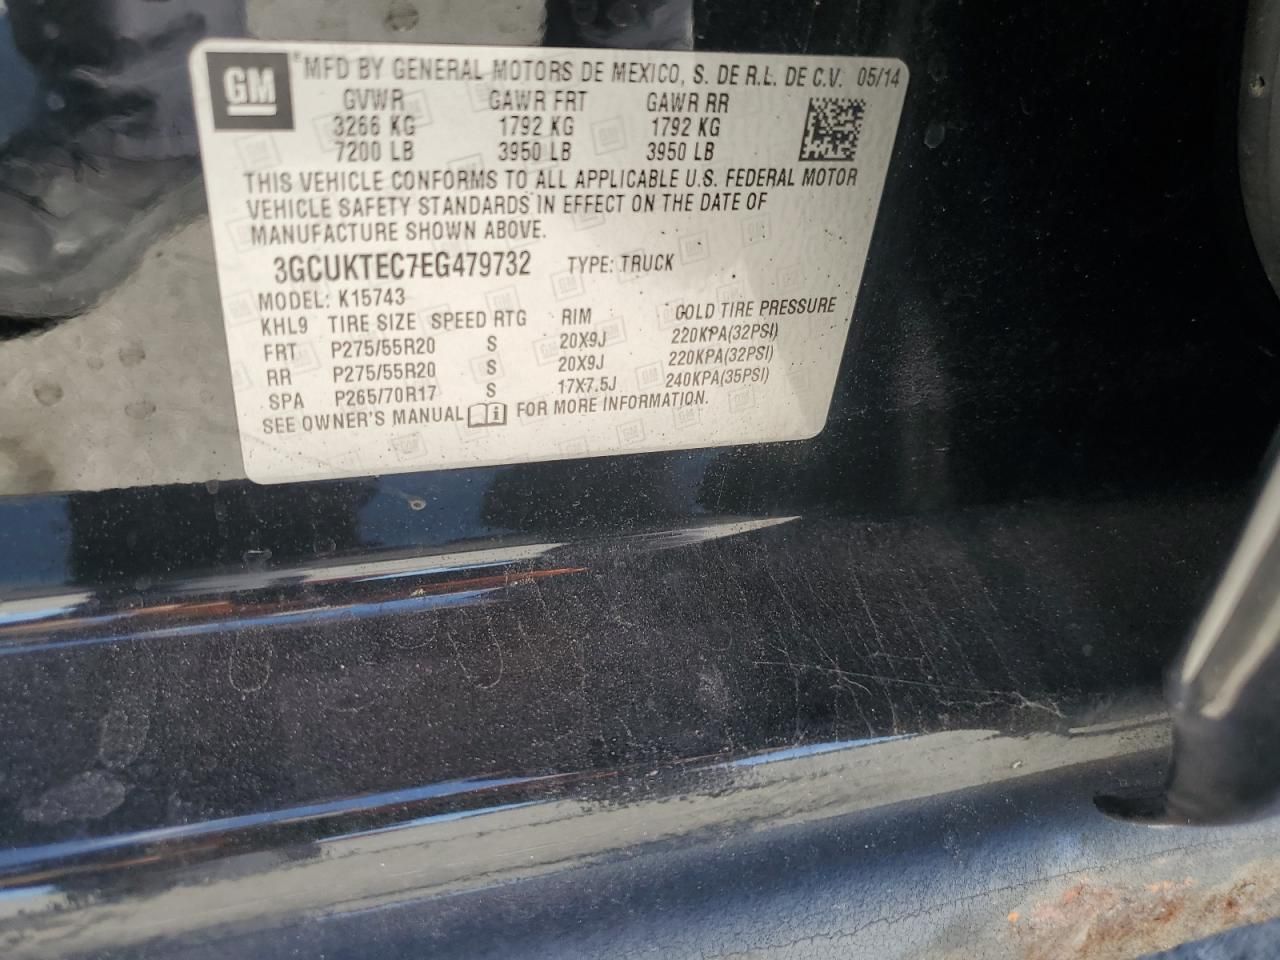 GM
*MFD BY GENERAL MOTORS DE MEXICO, S. DE R.L. DE C.V. 05/14
GVWR GAWR FRT GAWR RR
3266 KG 1792 KG 1792 KG
7200 LB 3950 LB 3950 LB
THIS VEHICLE CONFORMS TO ALL APPLICABLE U.S. FEDERAL MOTOR
VEHICLE SAFETY STANDARDS IN EFFECT ON THE DATE OF
MANUFACTURE SHOWN ABOVE.
3GCUKTEC7EG479732 TYPE: TRUCK
MODEL: K15743
KHL9 TIRE SIZE SPEED RTG RIM COLD TIRE PRESSURE
FRT P275/55R20 S 20X9J 220KPA(32PSI)
RR P275/55R20 S 20X9J 220KPA(32PSI)
SPA P265/70R17 S 17X7.5J 240KPA(35PSI)
SEE OWNER'S MANUAL i FOR MORE INFORMATION.